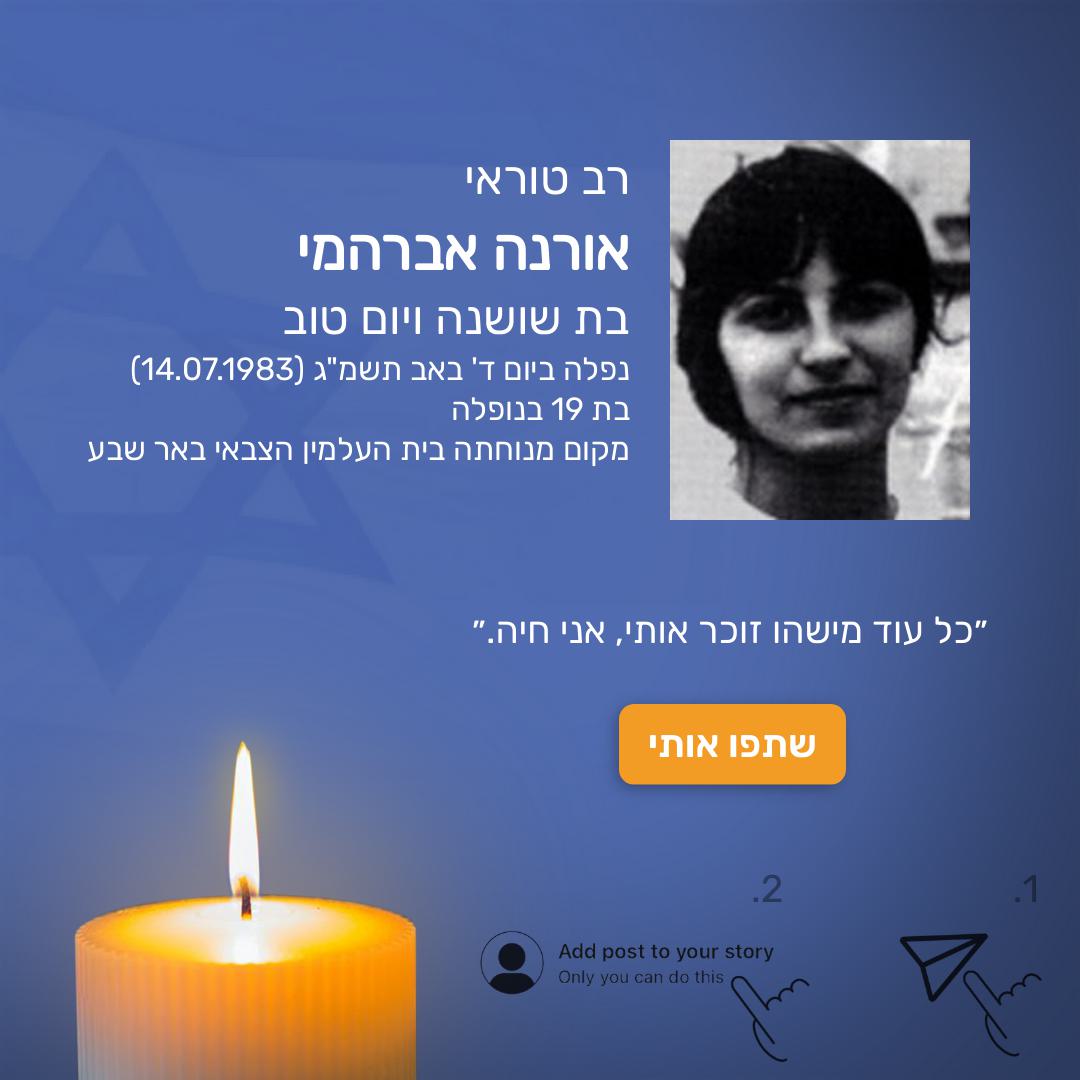 רב טוראי
אורנה אברהמי
בת שושנה ויום טוב
נפלה ביום ד' באב תשמ"ג (14.07.1983)
בת 19 בנופלה
מקום מנוחתה בית העלמין הצבאי באר שבע
״כל עוד מישהו זוכר אותי, אני חיה.״
שתפו אותי
.1
.2
Add post to your story
Only you can do this